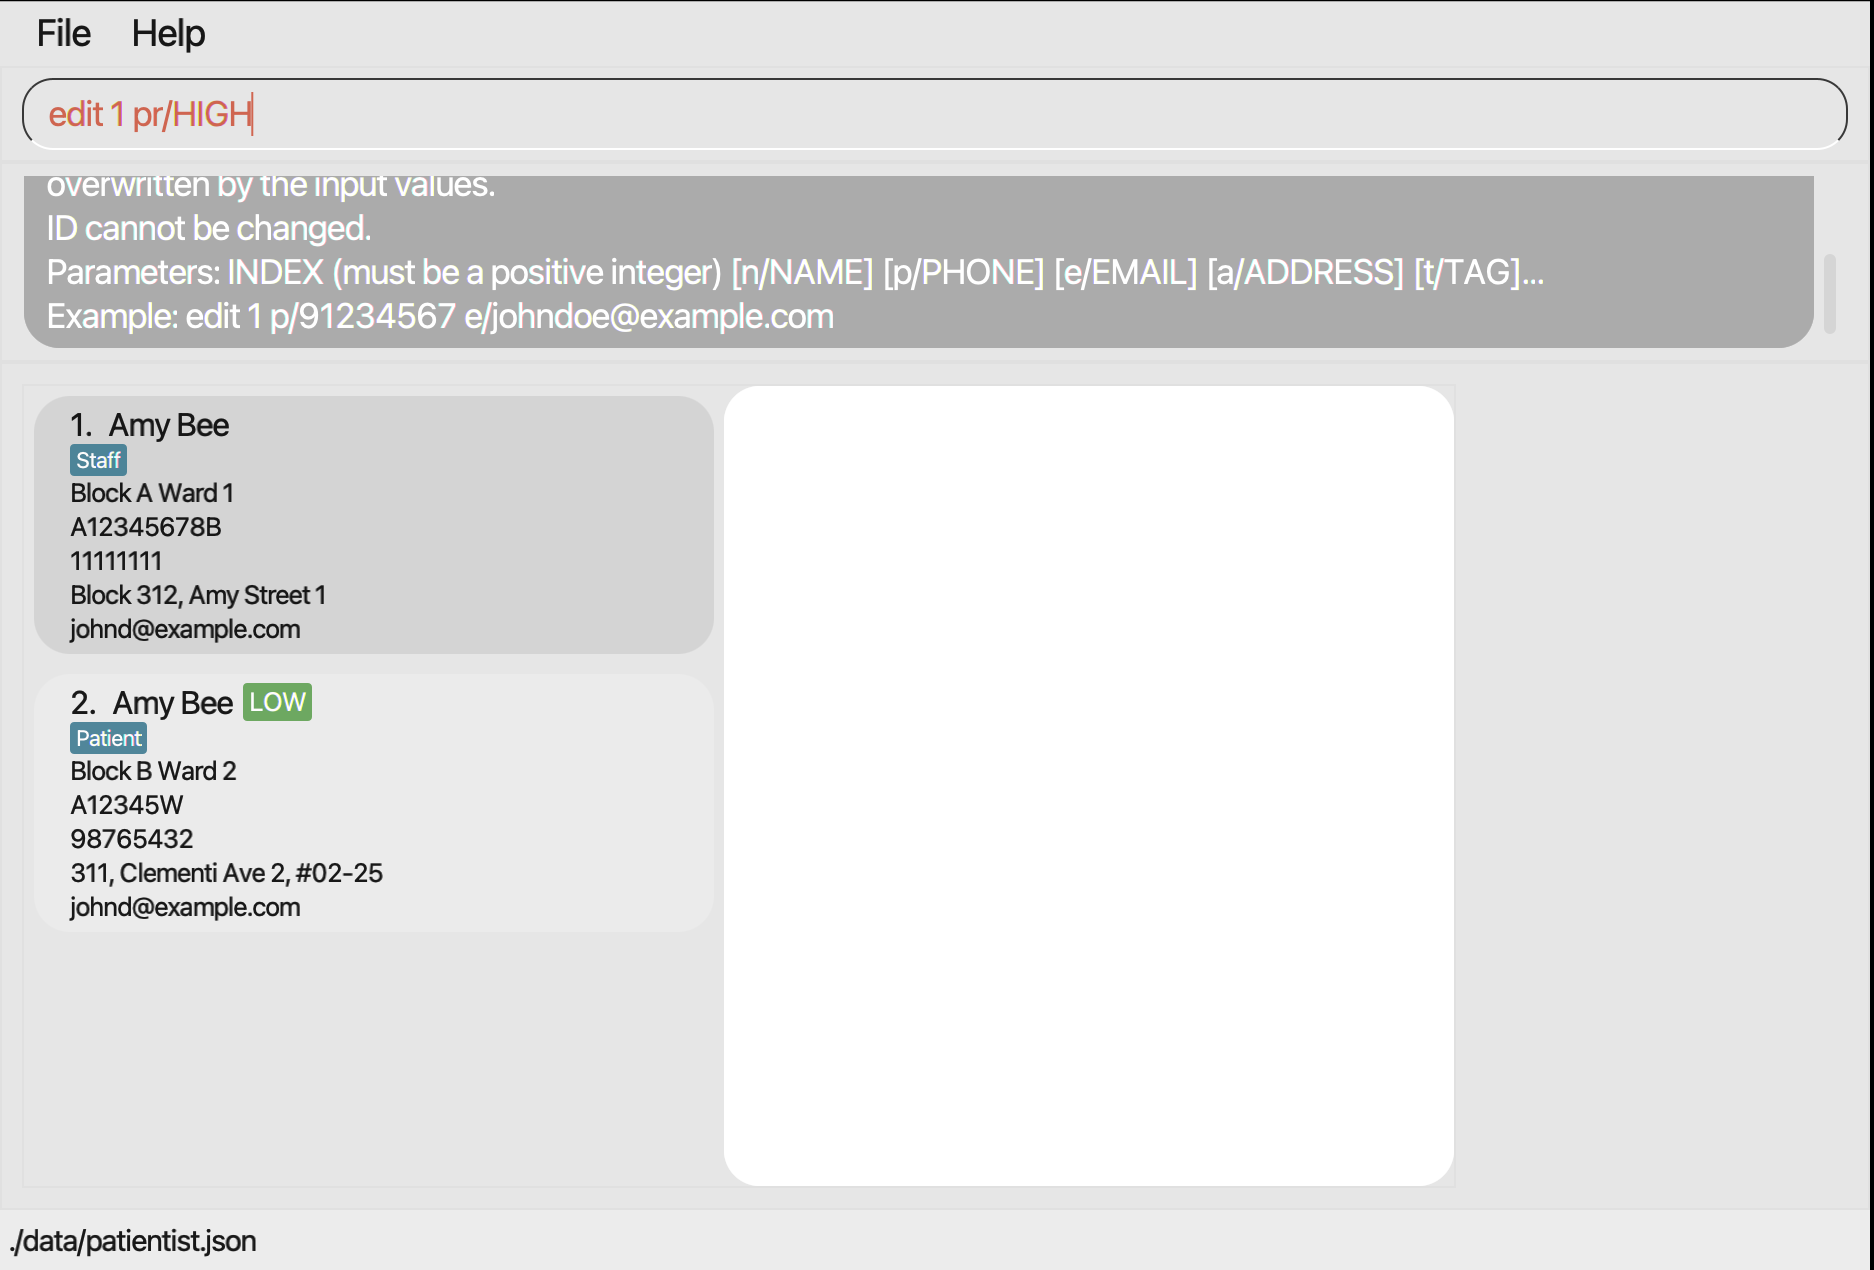 File Help
edit 1 pr/HIGH
overwritten by the input values.
ID cannot be changed.
Parameters: INDEX (must be a positive integer) [n/NAME] [p/PHONE] [e/EMAIL] [a/ADDRESS] [t/TAG]...
Example: edit 1 p/91234567 e/johndoe@example.com
1. Amy Bee
Staff
Block A Ward 1
A12345678B
11111111
Block 312, Amy Street 1
johnd@example.com
2. Amy Bee LOW
Patient
Block B Ward 2
A12345W
98765432
311, Clementi Ave 2, #02-25
johnd@example.com
./data/patientist.json